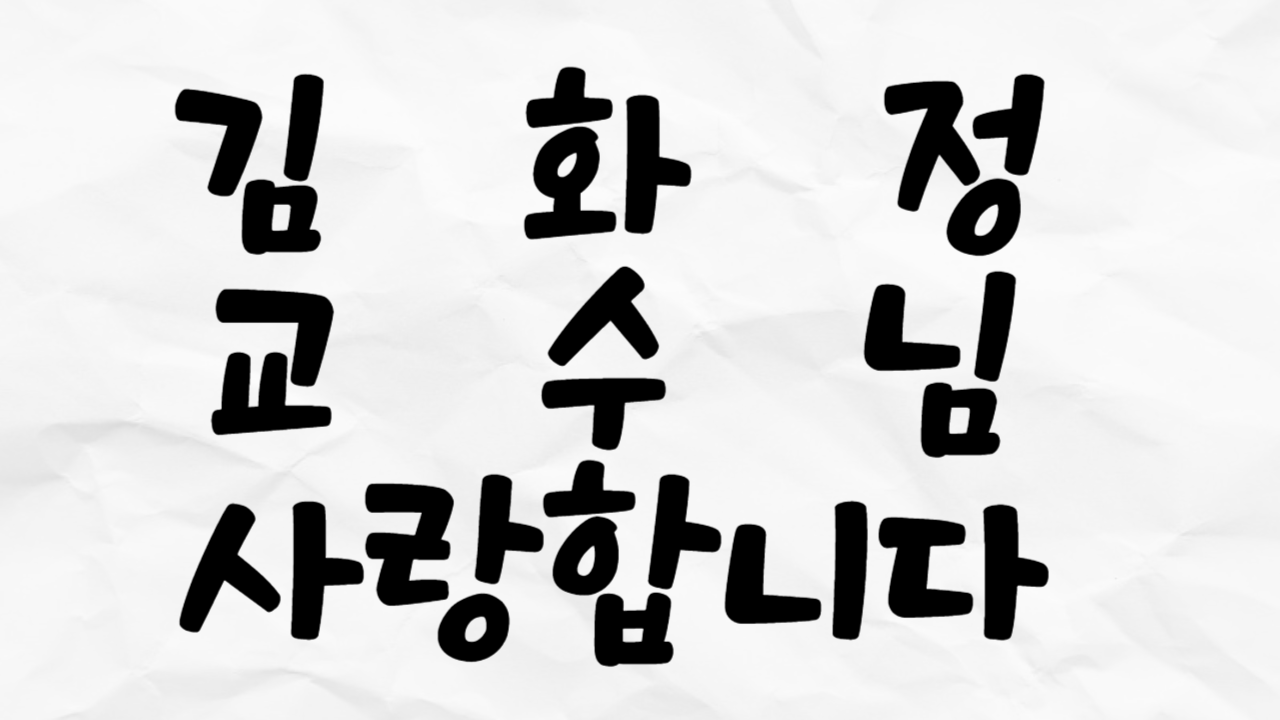 김 화 정
교 수 님
사랑합니다